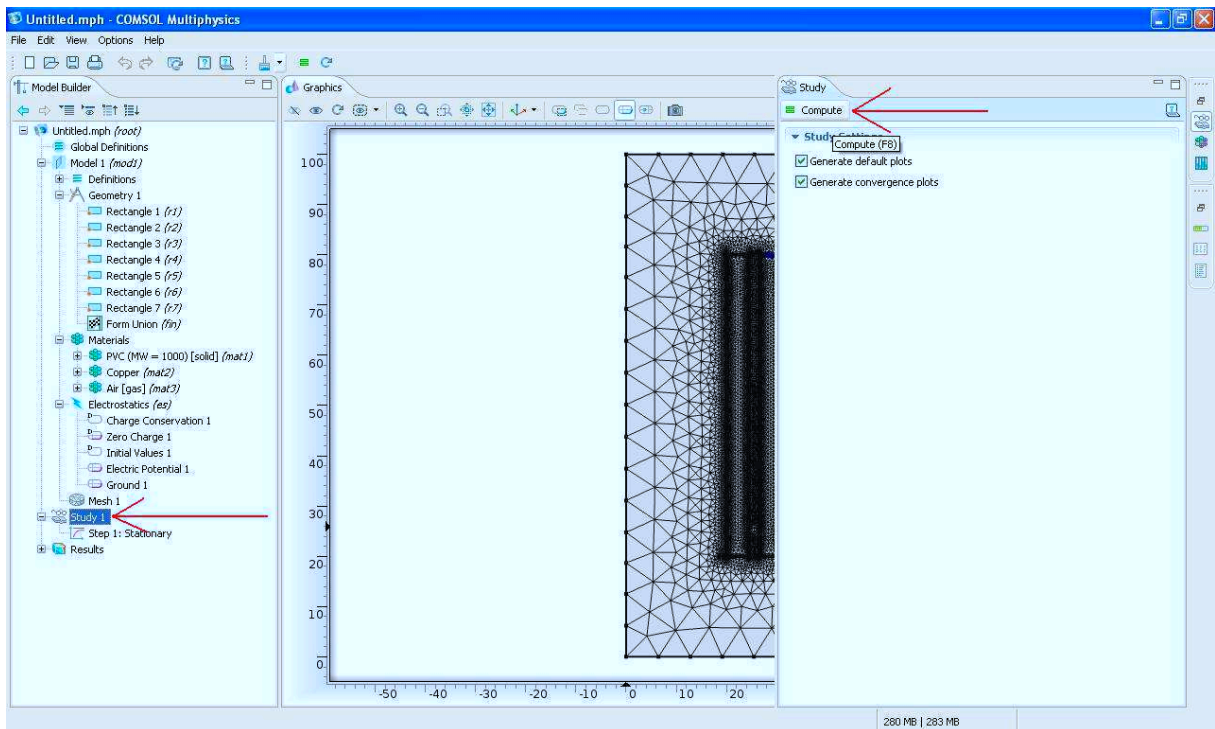 Untitled.mph - COMSOL Multiphysics
File Edit View Options Help
Model Builder
Untitled.mph (root)
Global Definitions
Model 1 (mod1)
Definitions
Geometry 1
Rectangle 1 (r1)
Rectangle 2 (r2)
Rectangle 3 (r3)
Rectangle 4 (r4)
Rectangle 5 (r5)
Rectangle 6 (r6)
Rectangle 7 (r7)
Form Union (fin)
Materials
PVC (MW = 1000) [solid] (mat1)
Copper (mat2)
Air [gas] (mat3)
Electrostatics (es)
Charge Conservation 1
Zero Charge 1
Initial Values 1
Electric Potential 1
Ground 1
Mesh 1
Study 1
Step 1: Stationary
Results
Graphics
100
90
80
70
60
50
40
30
20
10
0
-50 -40 -30 -20 -10 0 10 20
Study
Compute
Study
Compute (F8)
Generate default plots
Generate convergence plots
280 MB | 283 MB